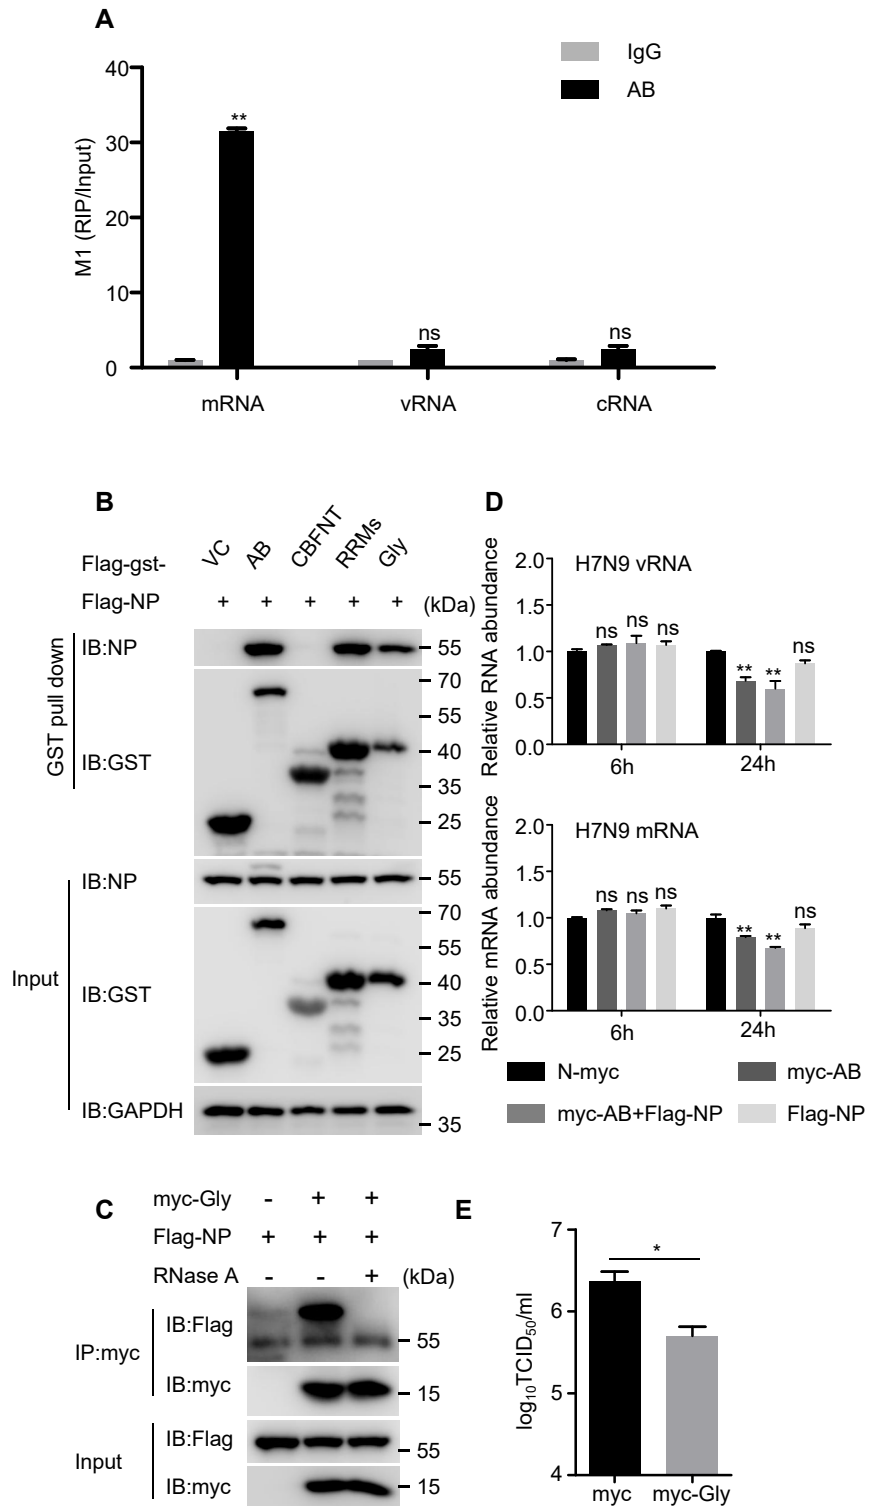 A
IgG
AB
M1 (RIP/Input)
40
30
20
10
0
**
ns
ns
mRNA
vRNA
cRNA
B
Flag-gst-
VC
AB
CBFNT
RRMs
Gly
Flag-NP
+ + + + +
(kDa)
GST pull down
IB:NP
55
IB:GST
70
55
40
35
25
Input
IB:NP
55
IB:GST
70
55
40
35
25
IB:GAPDH
35
D
H7N9 vRNA
Relative RNA abundance
2.0
1.5
1.0
0.5
0.0
ns ns ns
** ** ns
6h
24h
H7N9 mRNA
Relative mRNA abundance
2.0
1.5
1.0
0.5
0.0
ns ns ns
** ** ns
6h
24h
N-myc
myc-AB
myc-AB+Flag-NP
Flag-NP
C
myc-Gly - + +
Flag-NP + + +
RNase A - - + (kDa)
IP:myc
IB:Flag
55
IB:myc
15
Input
IB:Flag
55
IB:myc
15
E
log₁₀TCID₅₀/ml
7
6
5
4
*
myc
myc-Gly